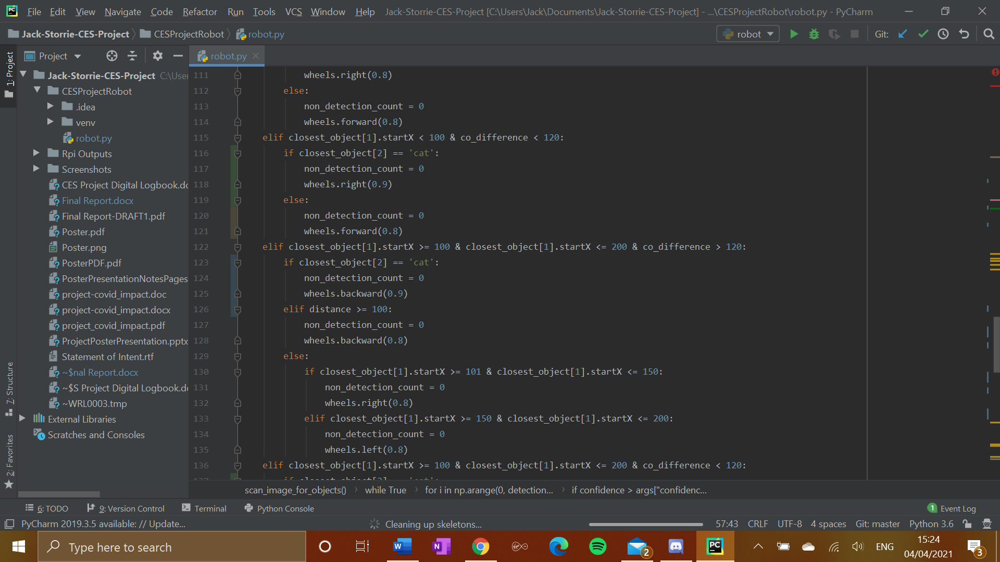 File Edit View Navigate Code Refactor Run Tools VCS Window Help Jack-Storrie-CES-Project [C:\Users\Jack\Documents\Jack-Storrie-CES-Project] - ...\CESProjectRobot\robot.py - PyCharm
Jack-Storrie-CES-Project CESProjectRobot robot.py robot Git:
1: Project
Project
robot.py
Jack-Storrie-CES-Project C:\User
CESProjectRobot
.idea
venv
robot.py
Rpi Outputs
Screenshots
CES Project Digital Logbook.do
Final Report.docx
Final Report-DRAFT1.pdf
Poster.pdf
Poster.png
PosterPDF.pdf
PosterPresentationNotesPages
project-covid_impact.doc
project-covid_impact.docx
project_covid_impact.pdf
ProjectPosterPresentation.pptx
Statement of Intent.rtf
~$nal Report.docx
~$S Project Digital Logbook.do
~WRL0003.tmp
External Libraries
Scratches and Consoles
7: Structure
2: Favorites
111 wheels.right(0.8)
112 else:
113 non_detection_count = 0
114 wheels.forward(0.8)
115 elif closest_object[1].startX < 100 & co_difference < 120:
116 if closest_object[2] == 'cat':
117 non_detection_count = 0
118 wheels.right(0.9)
119 else:
120 non_detection_count = 0
121 wheels.forward(0.8)
122 elif closest_object[1].startX >= 100 & closest_object[1].startX <= 200 & co_difference > 120:
123 if closest_object[2] == 'cat':
124 non_detection_count = 0
125 wheels.backward(0.9)
126 elif distance >= 100:
127 non_detection_count = 0
128 wheels.backward(0.8)
129 else:
130 if closest_object[1].startX >= 101 & closest_object[1].startX <= 150:
131 non_detection_count = 0
132 wheels.right(0.8)
133 elif closest_object[1].startX >= 150 & closest_object[1].startX <= 200:
134 non_detection_count = 0
135 wheels.left(0.8)
136 elif closest_object[1].startX >= 100 & closest_object[1].startX <= 200 & co_difference < 120:
137 if closest_object[2] == 'cat':
scan_image_for_objects() while True for i in np.arange(0, detection... if confidence > args["confidenc...
6: TODO 9: Version Control Terminal Python Console 1 Event Log
PyCharm 2019.3.5 available: // Update... Cleaning up skeletons... 57:43 CRLF UTF-8 4 spaces Git: master Python 3.6
Type here to search 2 PC ENG 15:24 3
04/04/2021